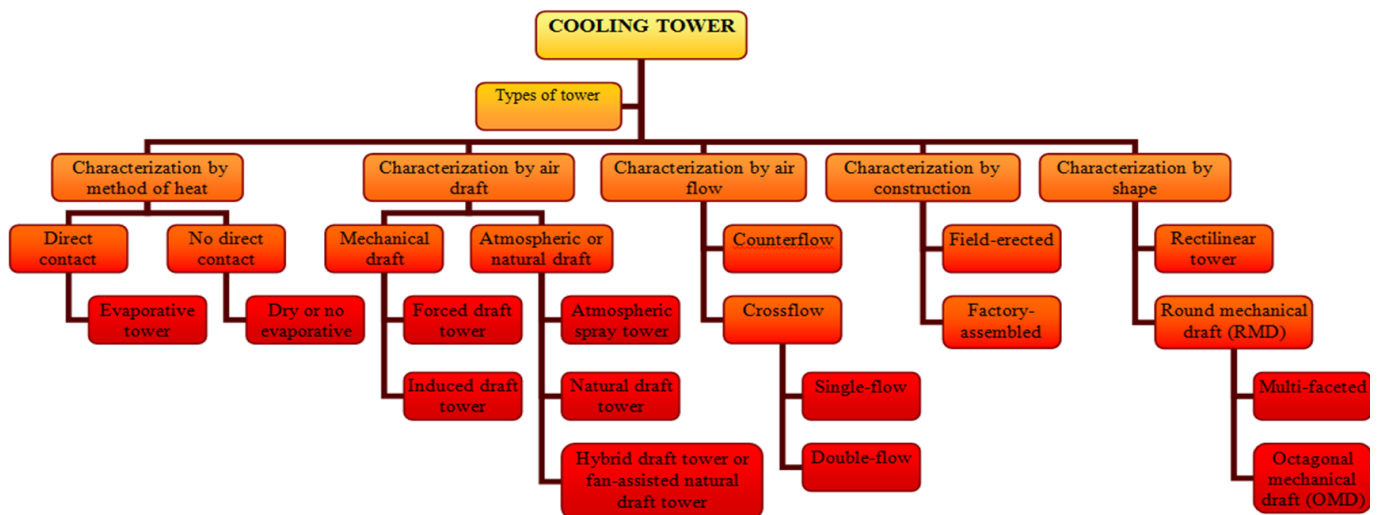 COOLING TOWER
Types of tower
Characterization by
method of heat
Characterization by air
draft
Characterization by air
flow
Characterization by
construction
Characterization by
shape
Direct
contact
No direct
contact
Mechanical
draft
Atmospheric or
natural draft
Counterflow
Field-erected
Rectilinear
tower
Evaporative
tower
Dry or no
evaporative
Forced draft
tower
Atmospheric
spray tower
Crossflow
Factory-
assembled
Round mechanical
draft (RMD)
Induced draft
tower
Natural draft
tower
Single-flow
Multi-faceted
Hybrid draft tower or
fan-assisted natural
draft tower
Double-flow
Octagonal
mechanical
draft (OMD)